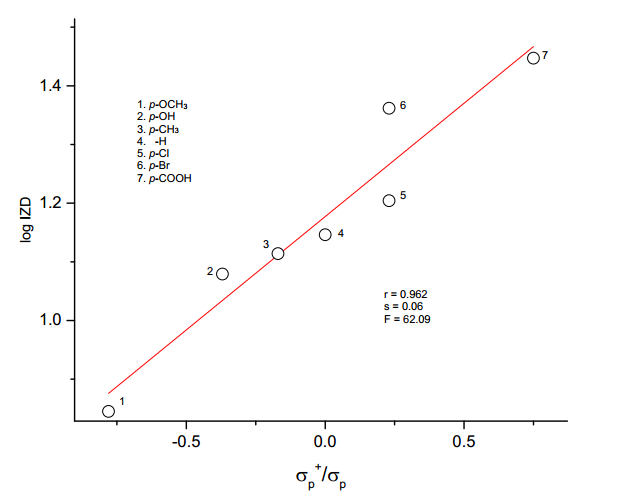 1.4
1.2
1.0
log IZD
1. p-OCH₃
2. p-OH
3. p-CH₃
4. -H
5. p-Cl
6. p-Br
7. p-COOH
7
6
5
4
3
2
1
r = 0.962
s = 0.06
F = 62.09
-0.5 0.0 0.5
σp⁺/σp